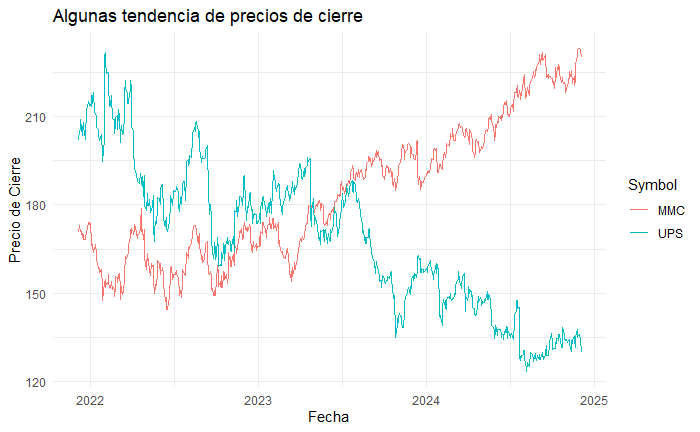 Algunas tendencia de precios de cierre
Precio de Cierre
210
180
150
120
2022
2023
2024
2025
Fecha
Symbol
MMC
UPS